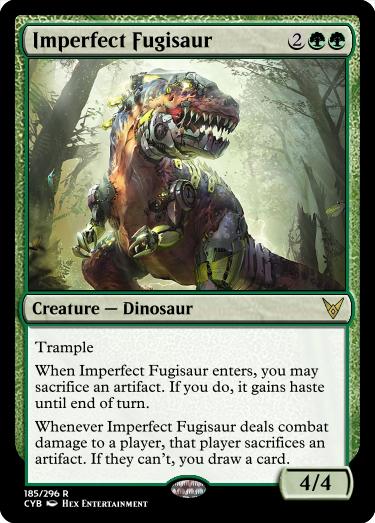 Imperfect Fugisaur 2
Creature — Dinosaur
Trample
When Imperfect Fugisaur enters, you may
sacrifice an artifact. If you do, it gains haste
until end of turn.
Whenever Imperfect Fugisaur deals combat
damage to a player, that player sacrifices an
artifact. If they can't, you draw a card.
4/4
185/296 R
CYB Hex Entertainment